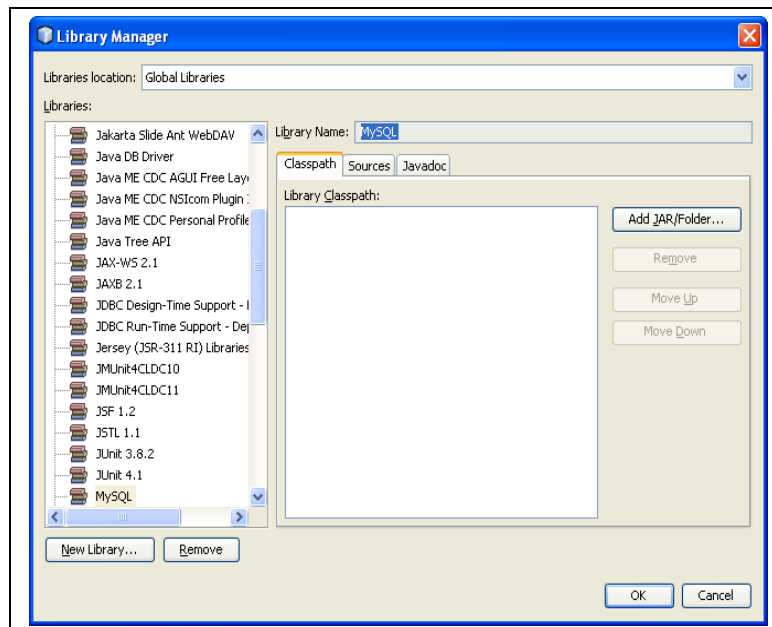 Library Manager
Libraries location: Global Libraries
Libraries:
Jakarta Slide Ant WebDAV
Java DB Driver
Java ME CDC AGUI Free Layo
Java ME CDC NSIcom Plugin 1
Java ME CDC Personal Profile
Java Tree API
JAX-WS 2.1
JAXB 2.1
JDBC Design-Time Support - I
JDBC Run-Time Support - Dep
Jersey (JSR-311 RI) Libraries
JMUnit4CLDC10
JMUnit4CLDC11
JSF 1.2
JSTL 1.1
JUnit 3.8.2
JUnit 4.1
MySQL
New Library... Remove
Library Name: MySQL
Classpath Sources Javadoc
Library Classpath:
Add JAR/Folder...
Remove
Move Up
Move Down
OK Cancel